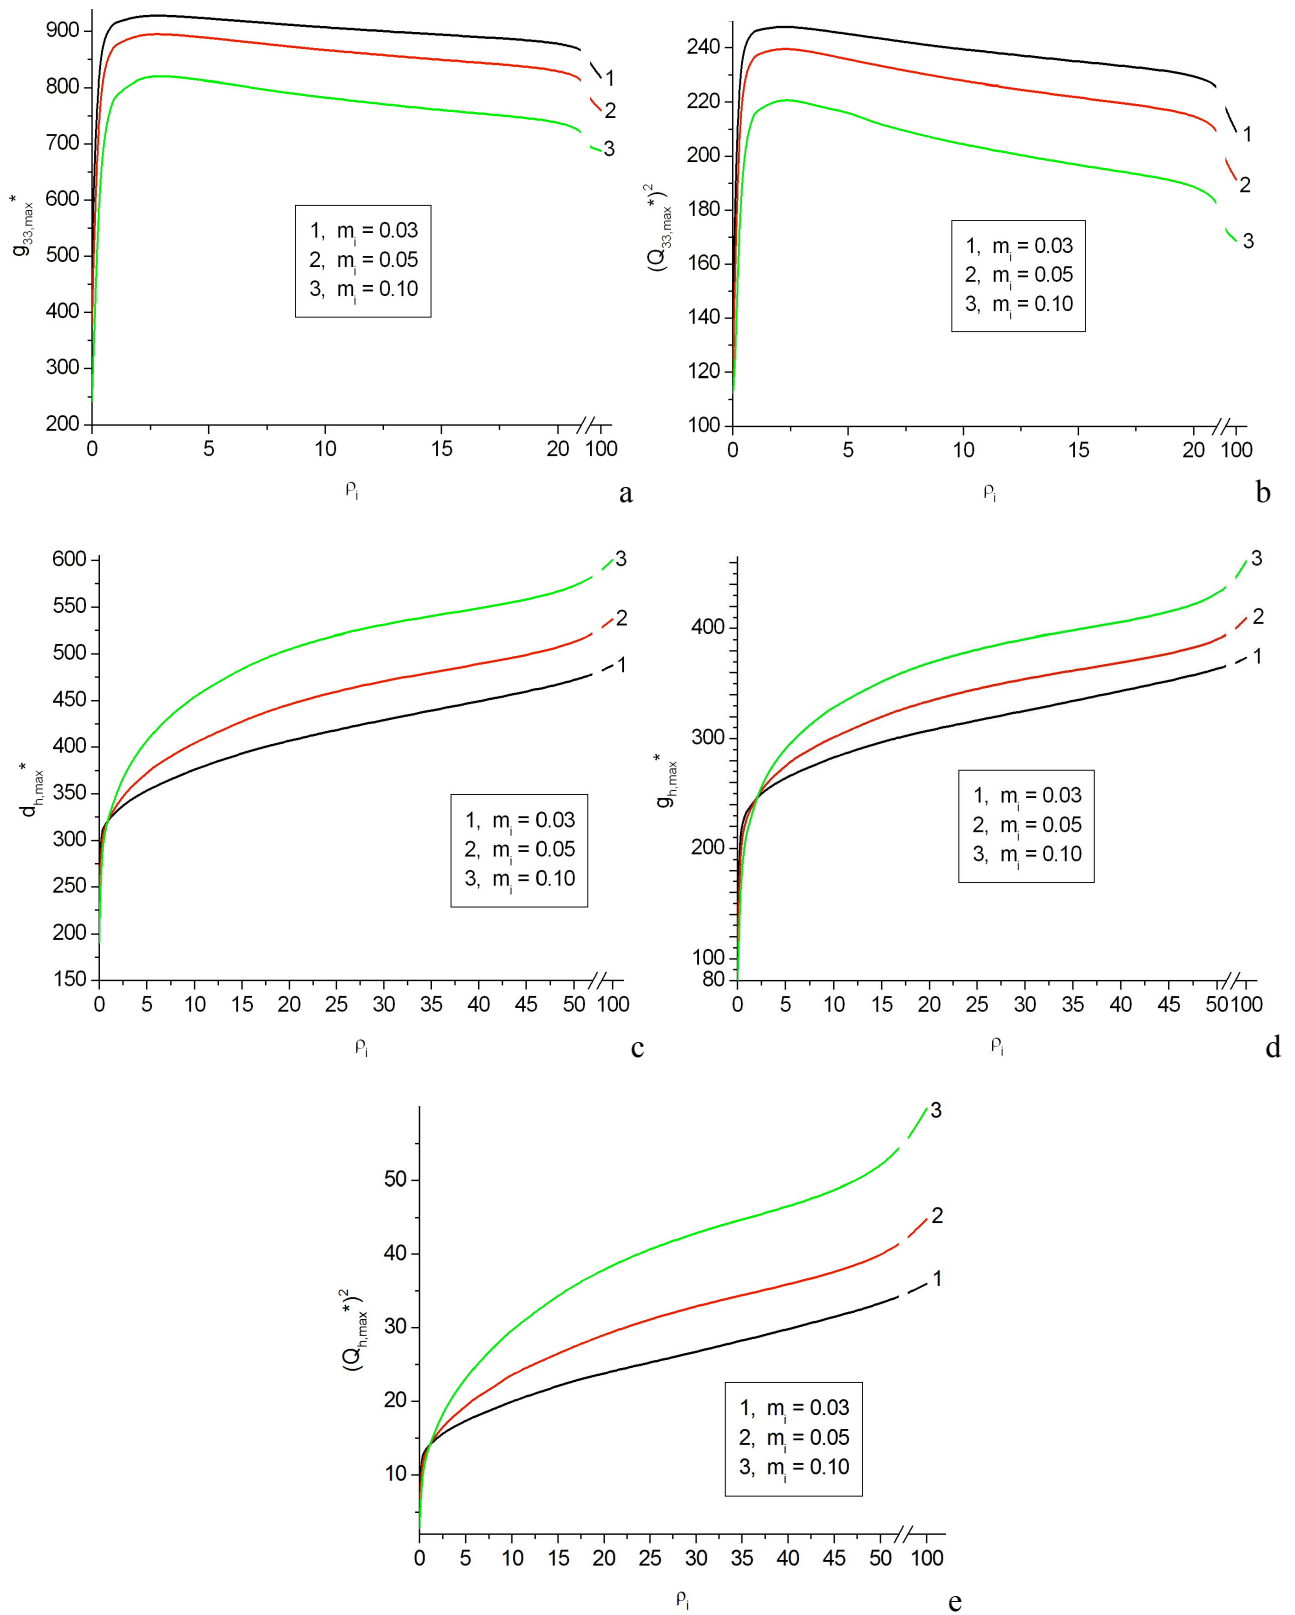 900
800
700
600
500
400
300
200
g33,max*
1
2
3
1, mi = 0.03
2, mi = 0.05
3, mi = 0.10
0 5 10 15 20 100
ρi
a
240
220
200
180
160
140
120
100
(Q33,max*)2
1
2
3
1, mi = 0.03
2, mi = 0.05
3, mi = 0.10
0 5 10 15 20 100
ρi
b
600
550
500
450
400
350
300
250
200
150
dh,max*
3
2
1
1, mi = 0.03
2, mi = 0.05
3, mi = 0.10
0 5 10 15 20 25 30 35 40 45 50 100
ρi
c
400
300
200
100
80
gh,max*
3
2
1
1, mi = 0.03
2, mi = 0.05
3, mi = 0.10
0 5 10 15 20 25 30 35 40 45 50 100
ρi
d
50
40
30
20
10
(Qh,max*)2
3
2
1
1, mi = 0.03
2, mi = 0.05
3, mi = 0.10
0 5 10 15 20 25 30 35 40 45 50 100
ρi
e